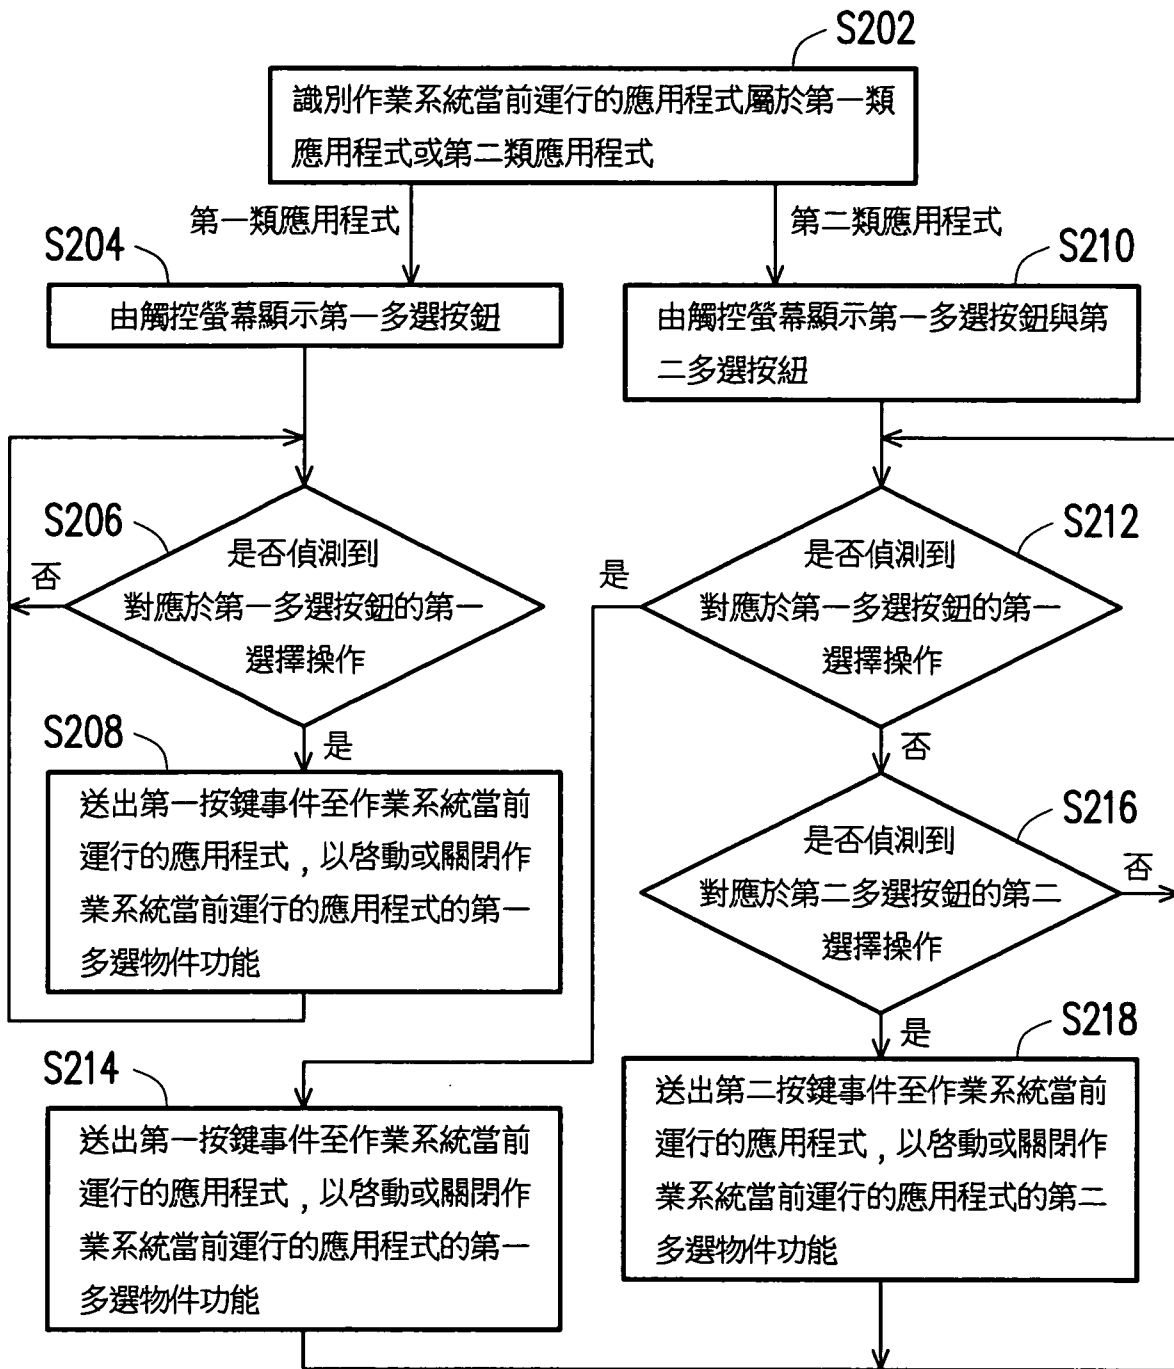 S202
識別作業系統當前運行的應用程式屬於第一類
應用程式或第二類應用程式
第一類應用程式
第二類應用程式
S204
由觸控螢幕顯示第一多選按鈕
S210
由觸控螢幕顯示第一多選按鈕與第
二多選按紐
S206
是否偵測到
對應於第一多選按鈕的第一
選擇操作
否
是
S208
送出第一按鍵事件至作業系統當前
運行的應用程式,以啓動或關閉作
業系統當前運行的應用程式的第一
多選物件功能
S212
是否偵測到
對應於第一多選按鈕的第一
選擇操作
是
否
S214
送出第一按鍵事件至作業系統當前
運行的應用程式,以啓動或關閉作
業系統當前運行的應用程式的第一
多選物件功能
S216
是否偵測到
對應於第二多選按鈕的第二
選擇操作
否
是
S218
送出第二按鍵事件至作業系統當前
運行的應用程式,以啓動或關閉作
業系統當前運行的應用程式的第二
多選物件功能